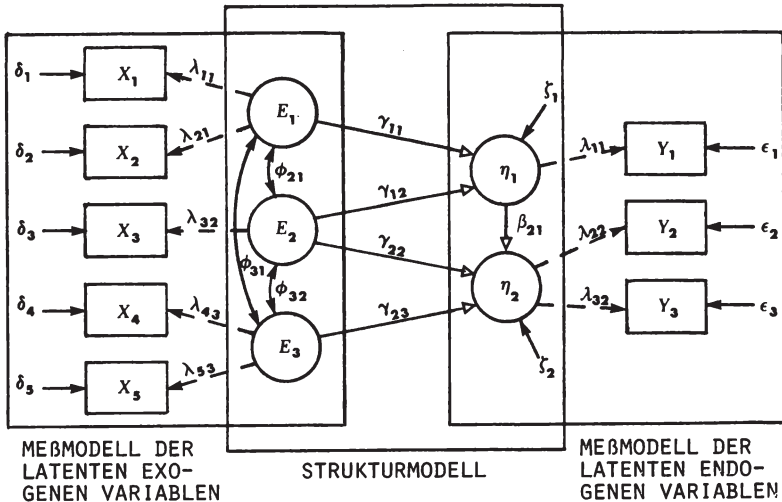 δ₁ X₁ λ₁₁ E₁ γ₁₁ ζ₁
δ₂ X₂ λ₂₁ η₁ λ₁₁ Y₁ ϵ₁
ϕ₂₁ γ₁₂
δ₃ X₃ λ₃₂ E₂ β₂₁ λ₂₂ Y₂ ϵ₂
ϕ₃₁ ϕ₃₂ γ₂₂
δ₄ X₄ λ₄₃ η₂ λ₃₂ Y₃ ϵ₃
E₃ γ₂₃
δ₅ X₅ λ₅₃ ζ₂
MEßMODELL DER
LATENTEN EXO-
GENEN VARIABLEN
STRUKTURMODELL
MEßMODELL DER
LATENTEN ENDO-
GENEN VARIABLEN